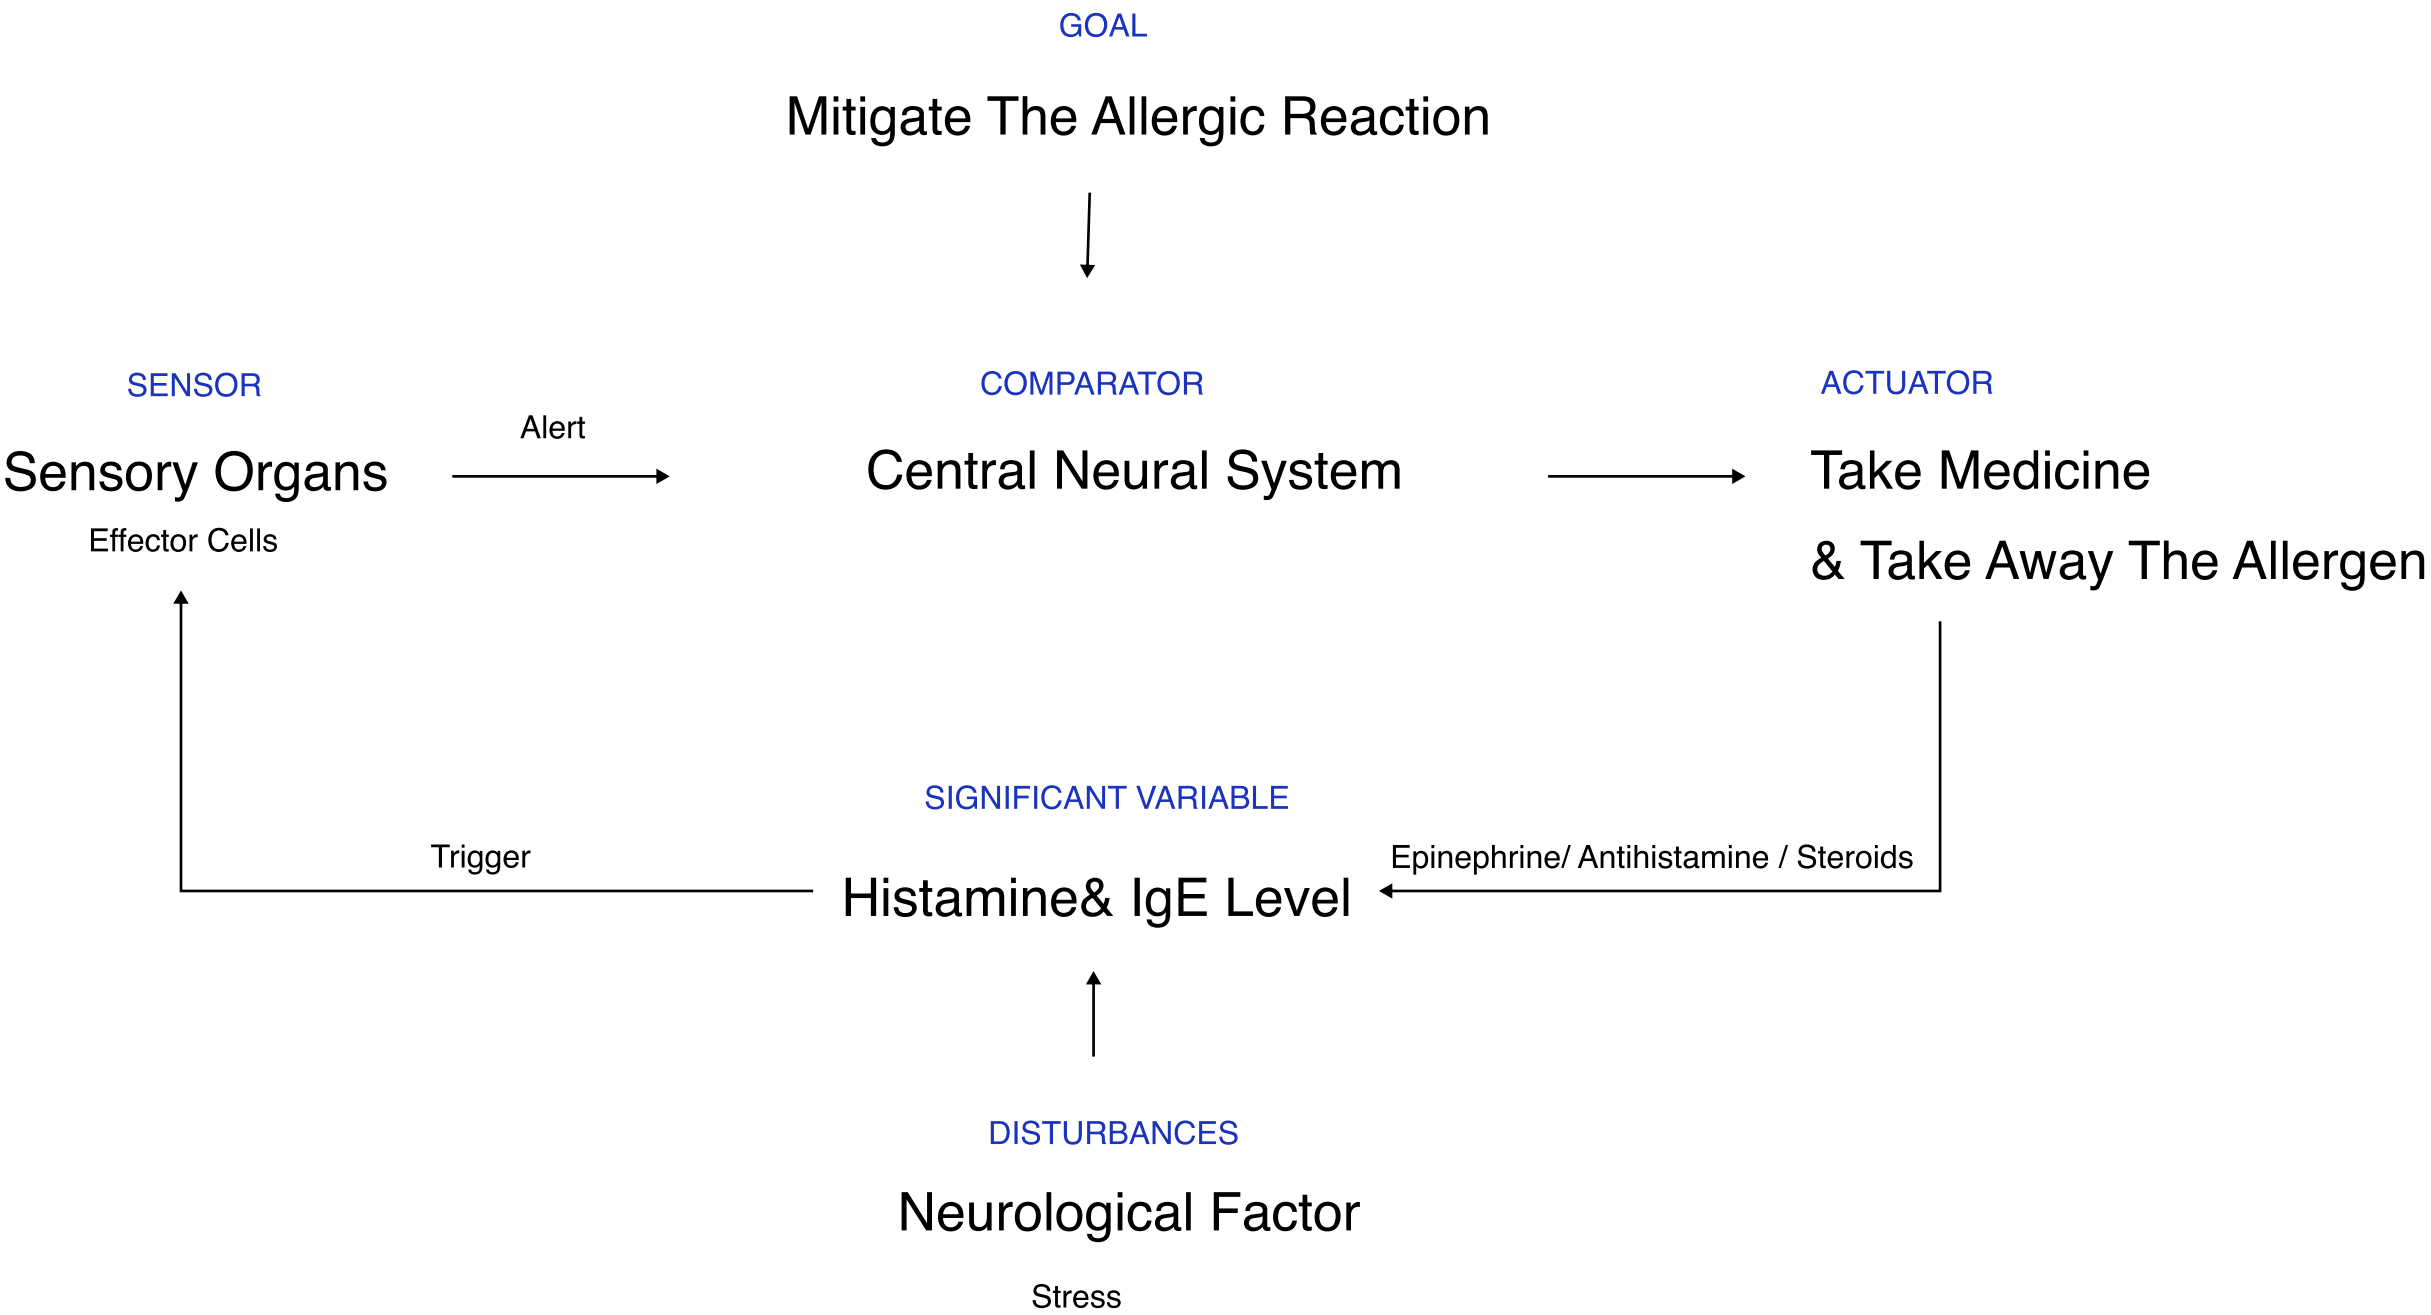 GOAL
Mitigate The Allergic Reaction
SENSOR
Sensory Organs
Effector Cells
Alert
COMPARATOR
Central Neural System
ACTUATOR
Take Medicine
& Take Away The Allergen
Trigger
SIGNIFICANT VARIABLE
Histamine& IgE Level
Epinephrine/ Antihistamine / Steroids
DISTURBANCES
Neurological Factor
Stress